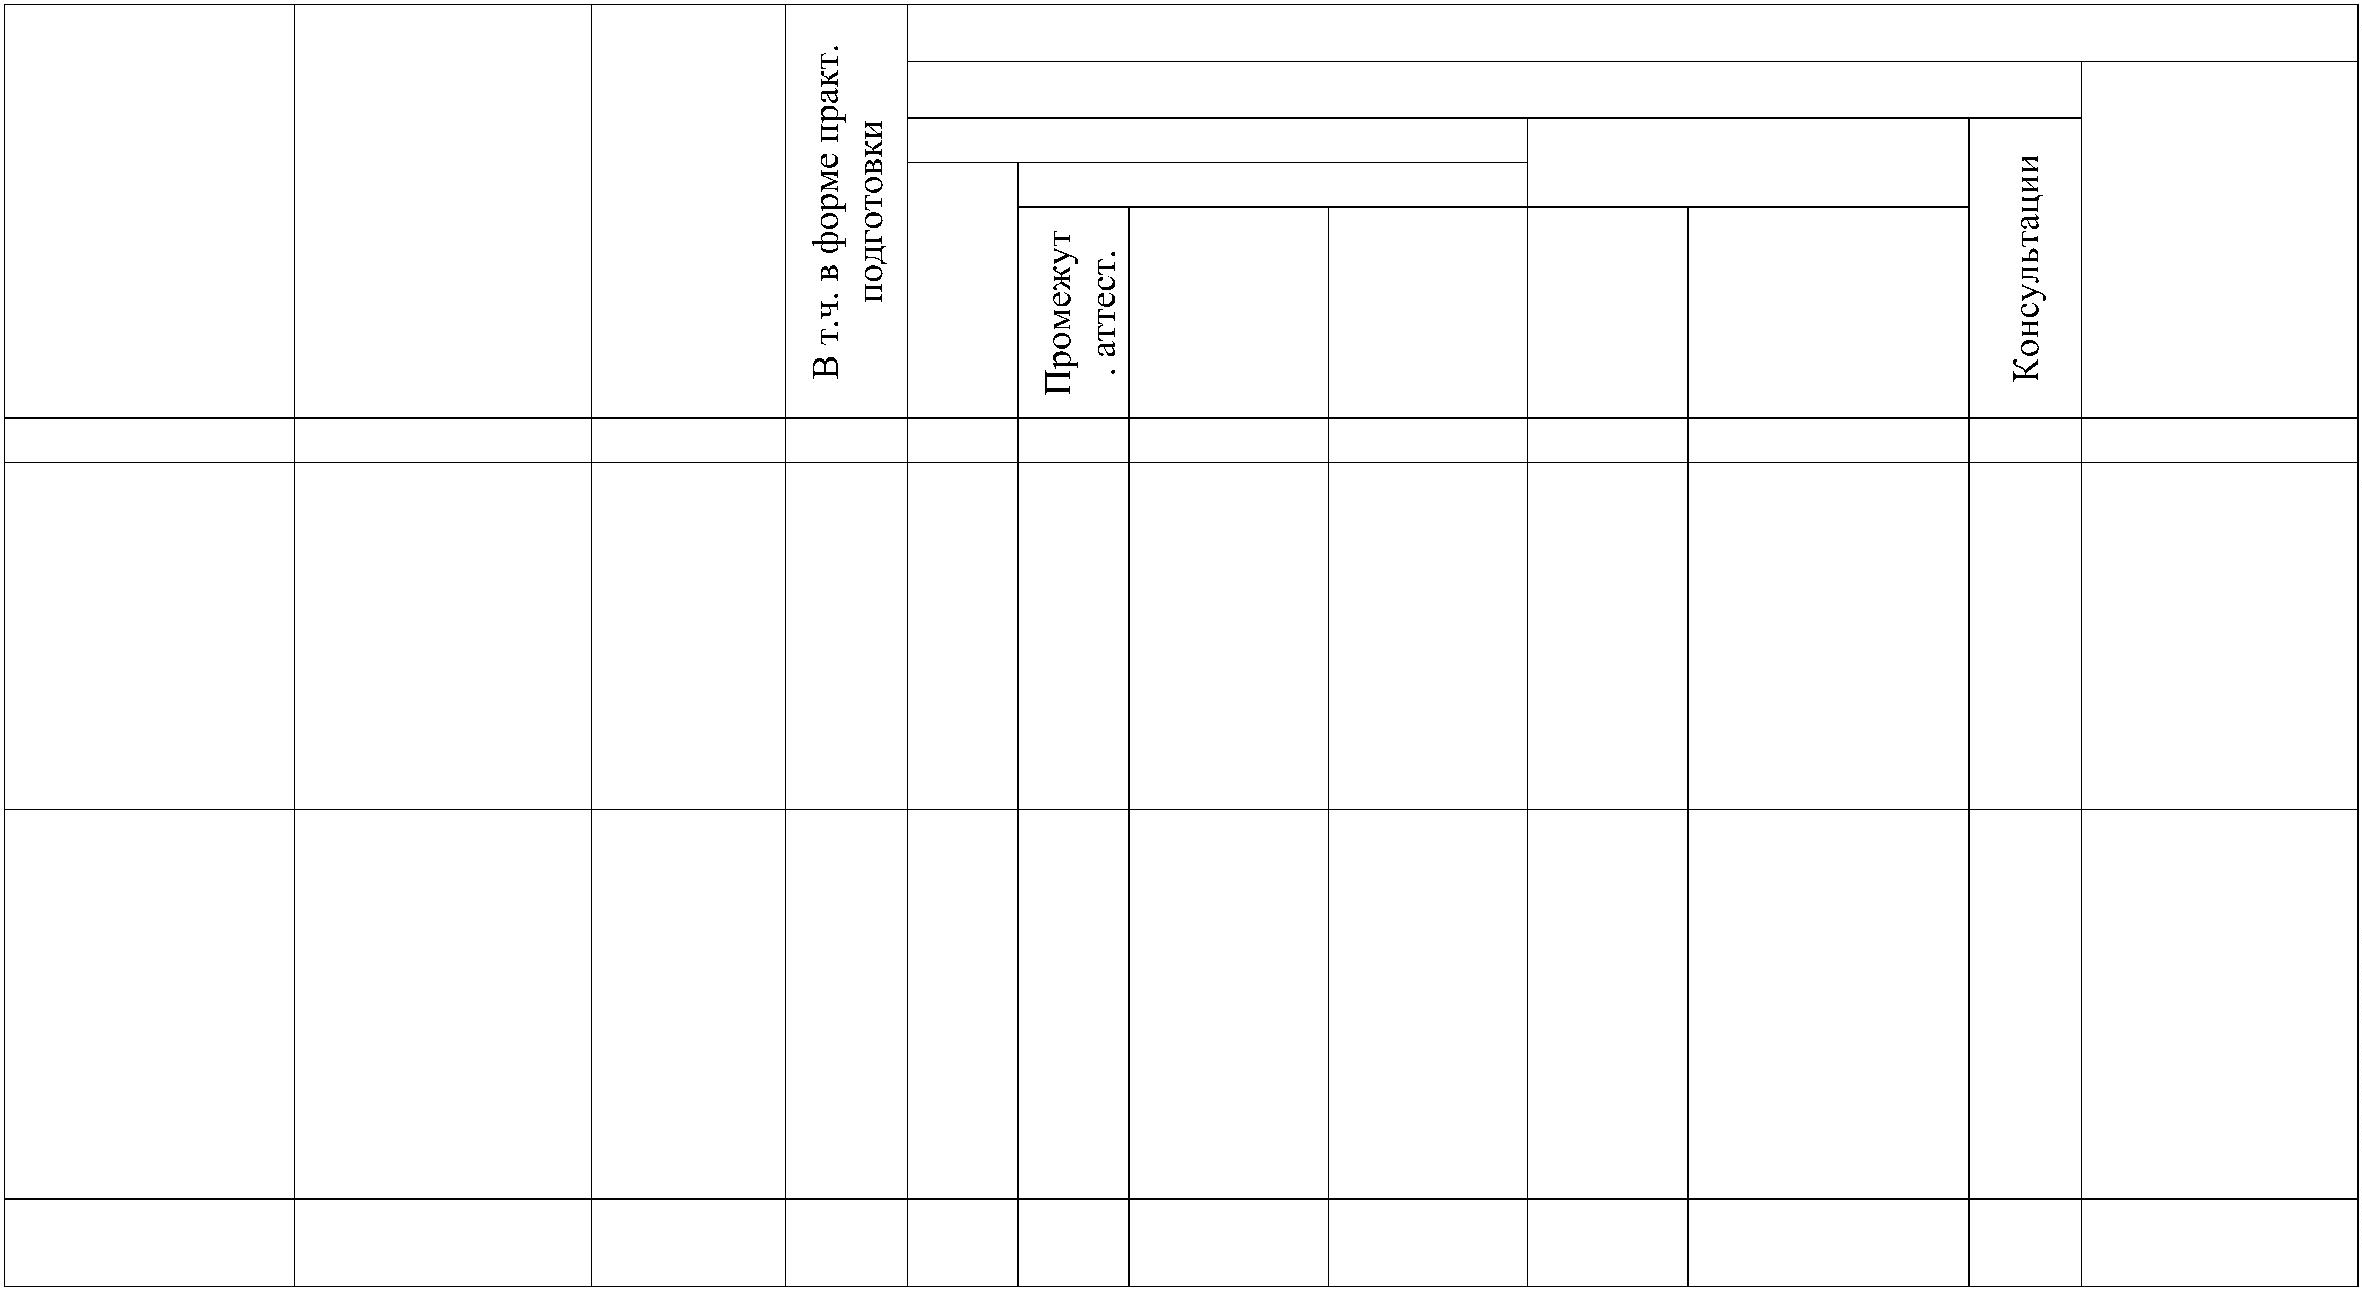 В т.ч. в форме практ.
подготовки
Промежут
. аттест.
Консультации